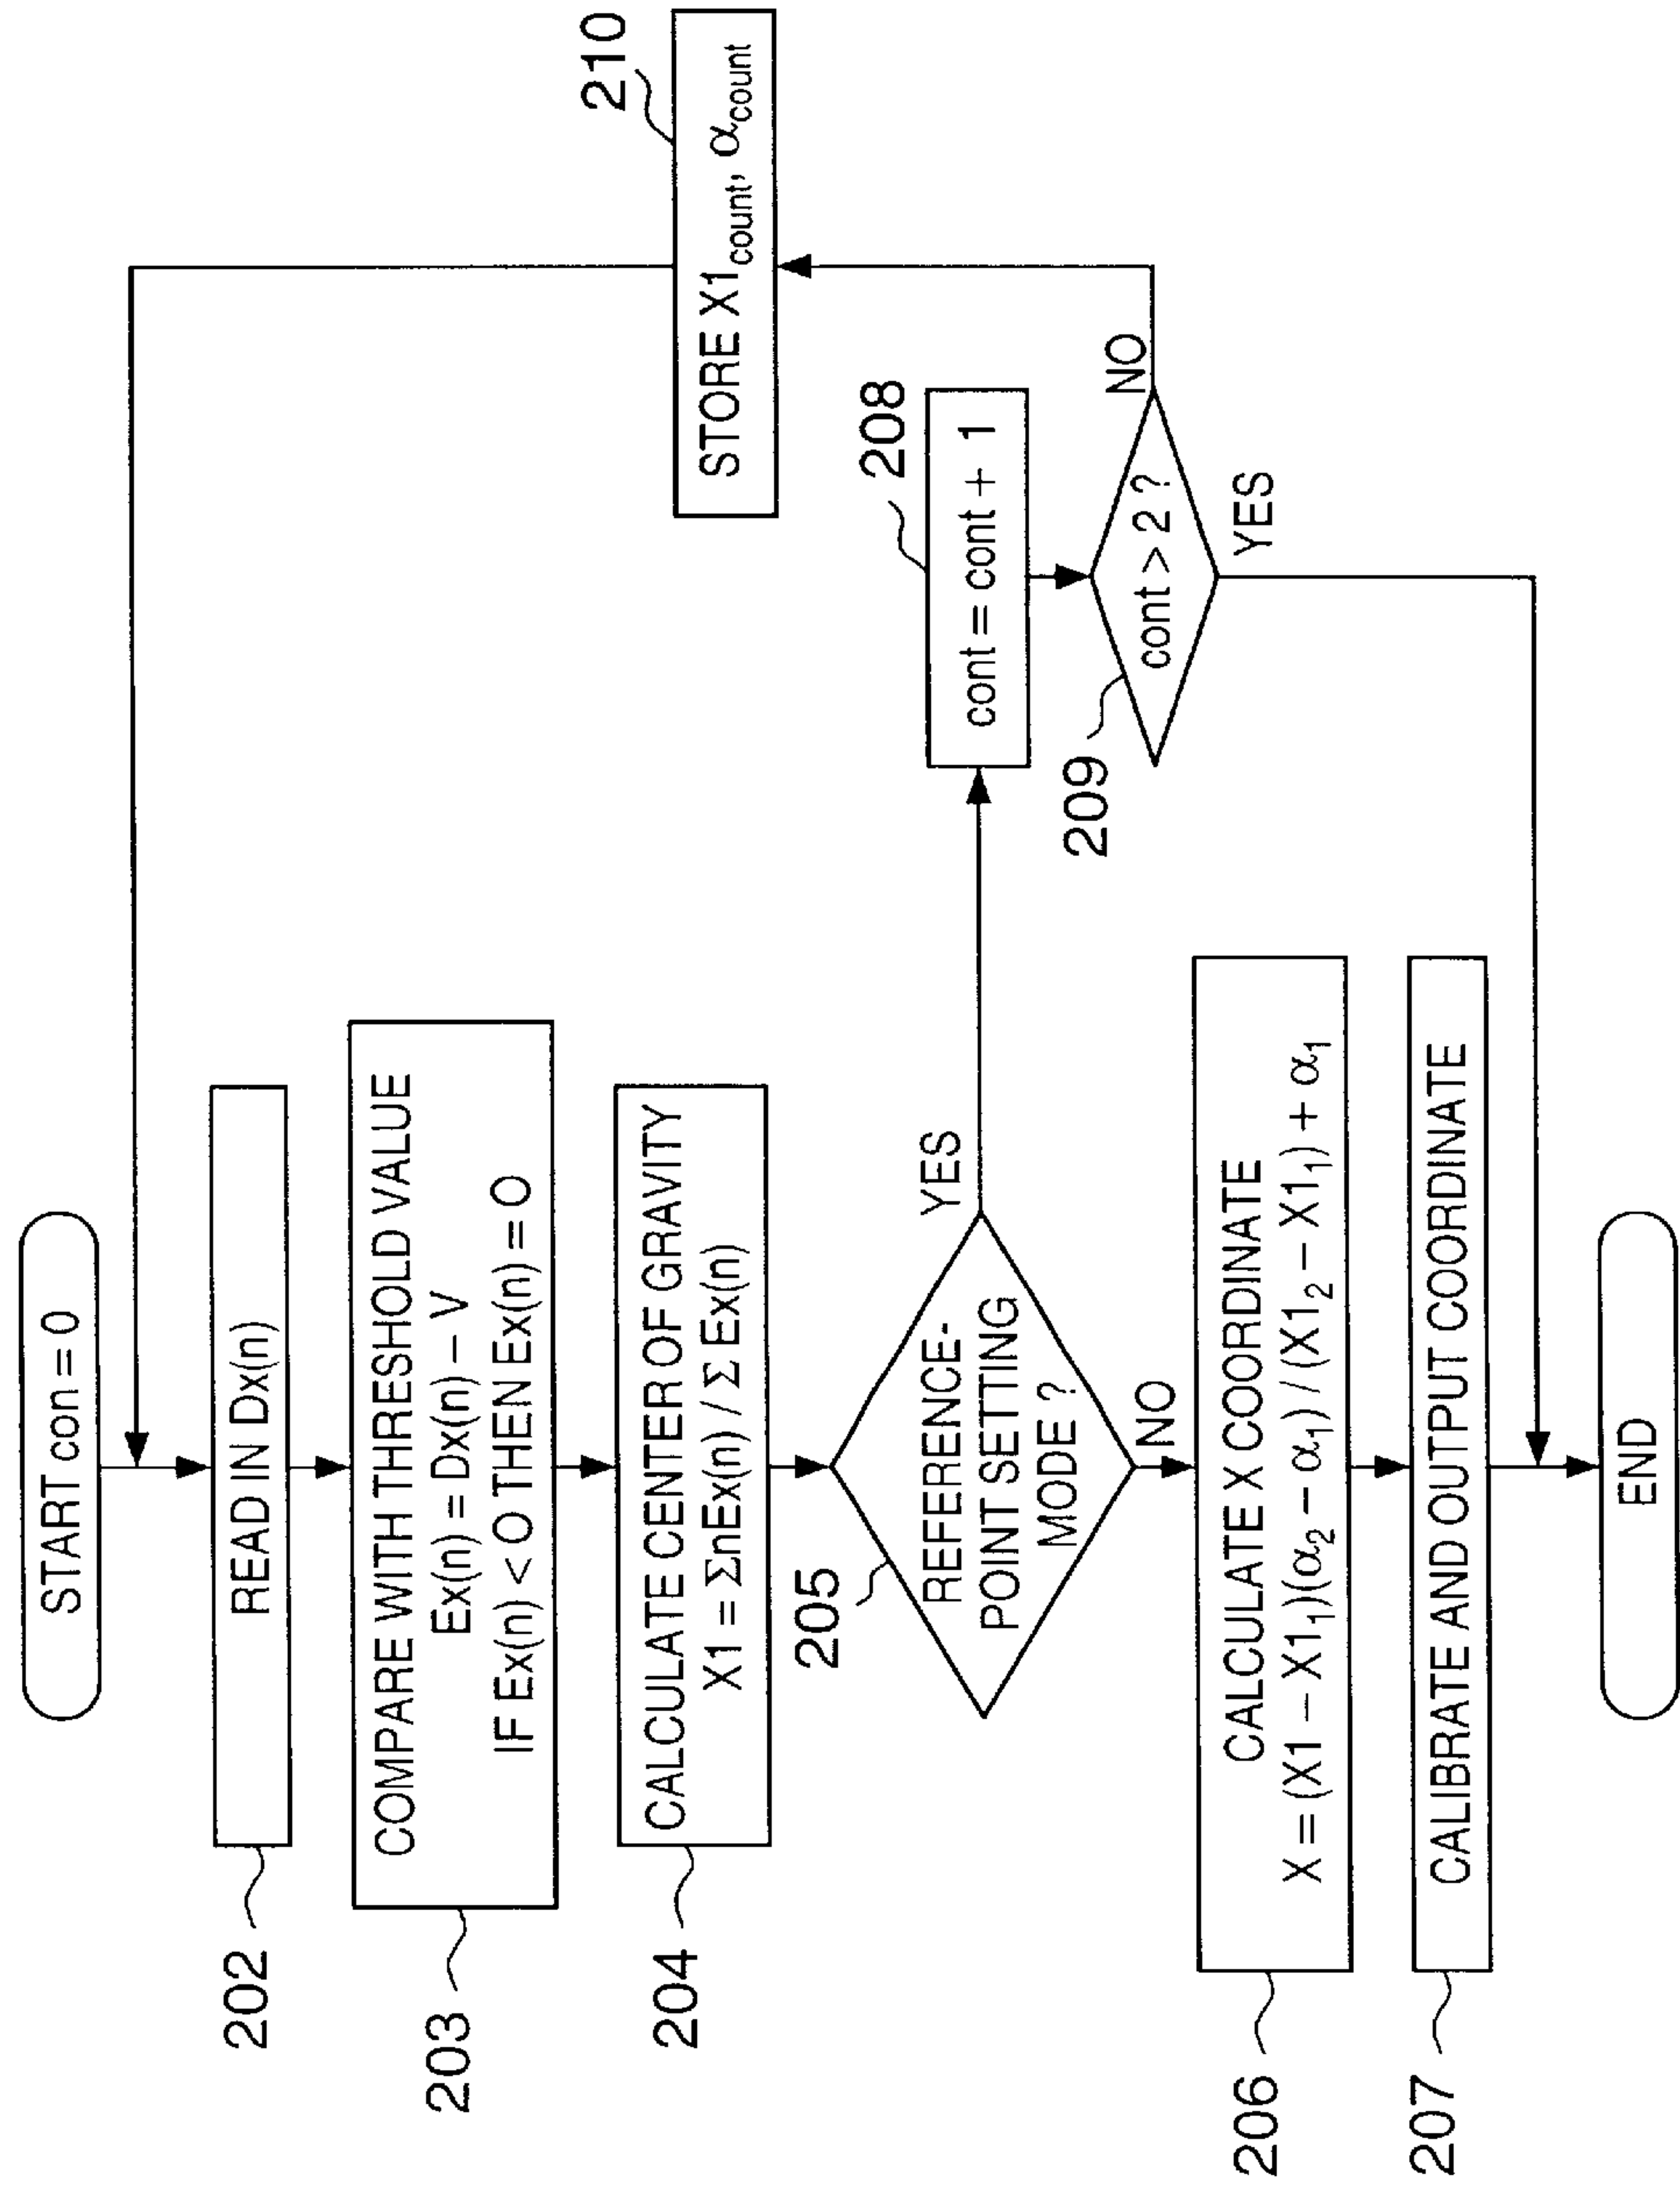 START con = 0
202
READ IN Dx(n)
203
COMPARE WITH THRESHOLD VALUE
Ex(n) = Dx(n) − V
IF Ex(n) < O THEN Ex(n) = O
204
CALCULATE CENTER OF GRAVITY
X1 = ΣnEx(n) / Σ Ex(n)
205
REFERENCE-
POINT SETTING
MODE ?
YES
NO
206
CALCULATE X COORDINATE
X = (X1 − X1₁)(α₂ − α₁) / (X1₂ − X1₁) + α₁
207
CALIBRATE AND OUTPUT COORDINATE
END
208
cont = cont + 1
209
cont > 2 ?
NO
YES
210
STORE X1count, αcount